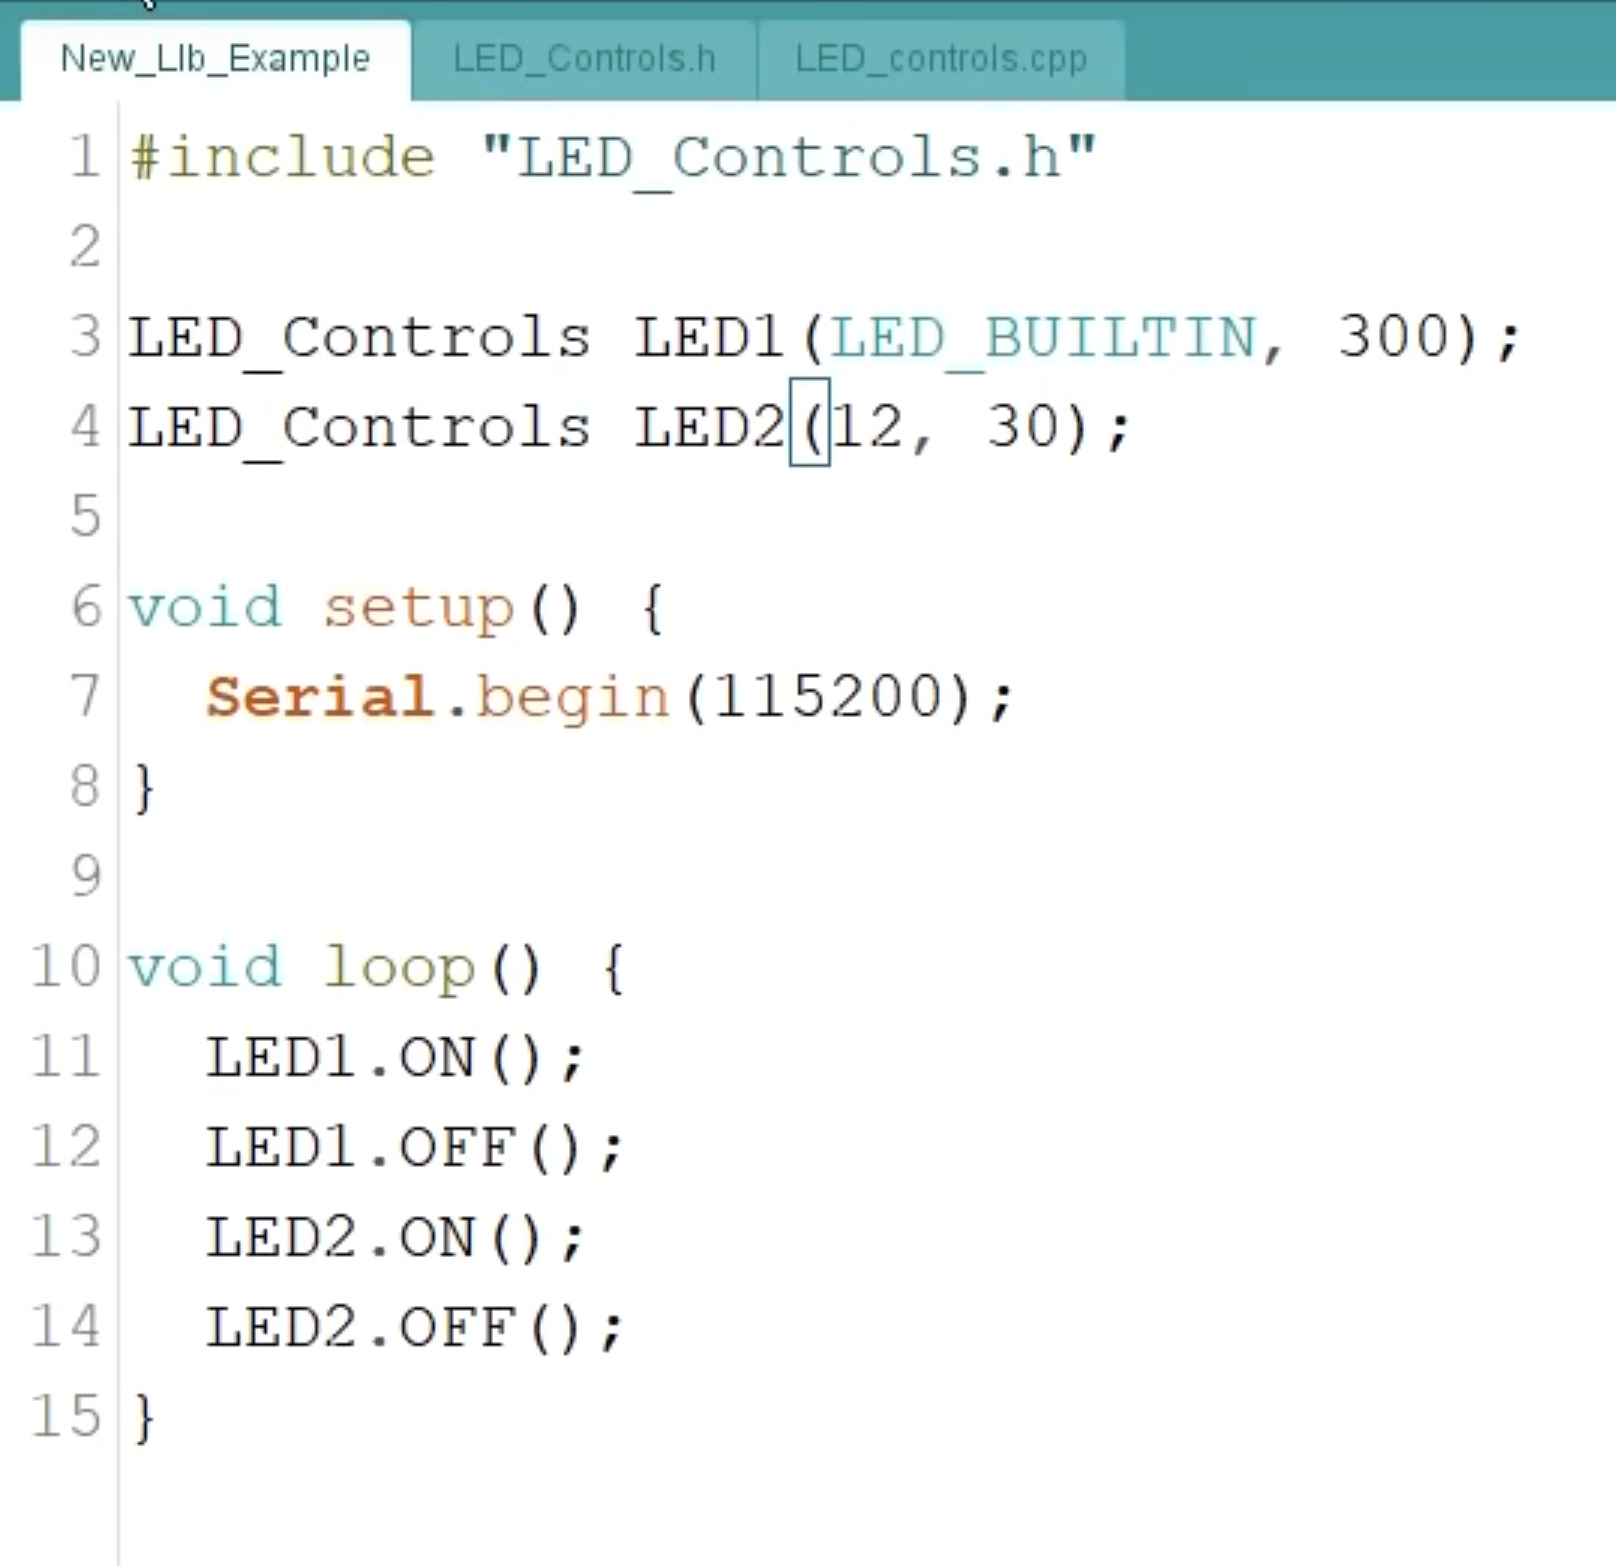 New_LIb_Example LED_Controls.h LED_controls.cpp
1 #include "LED_Controls.h"
2
3 LED_Controls LED1(LED_BUILTIN, 300);
4 LED_Controls LED2(12, 30);
5
6 void setup() {
7   Serial.begin(115200);
8 }
9
10 void loop() {
11   LED1.ON();
12   LED1.OFF();
13   LED2.ON();
14   LED2.OFF();
15 }